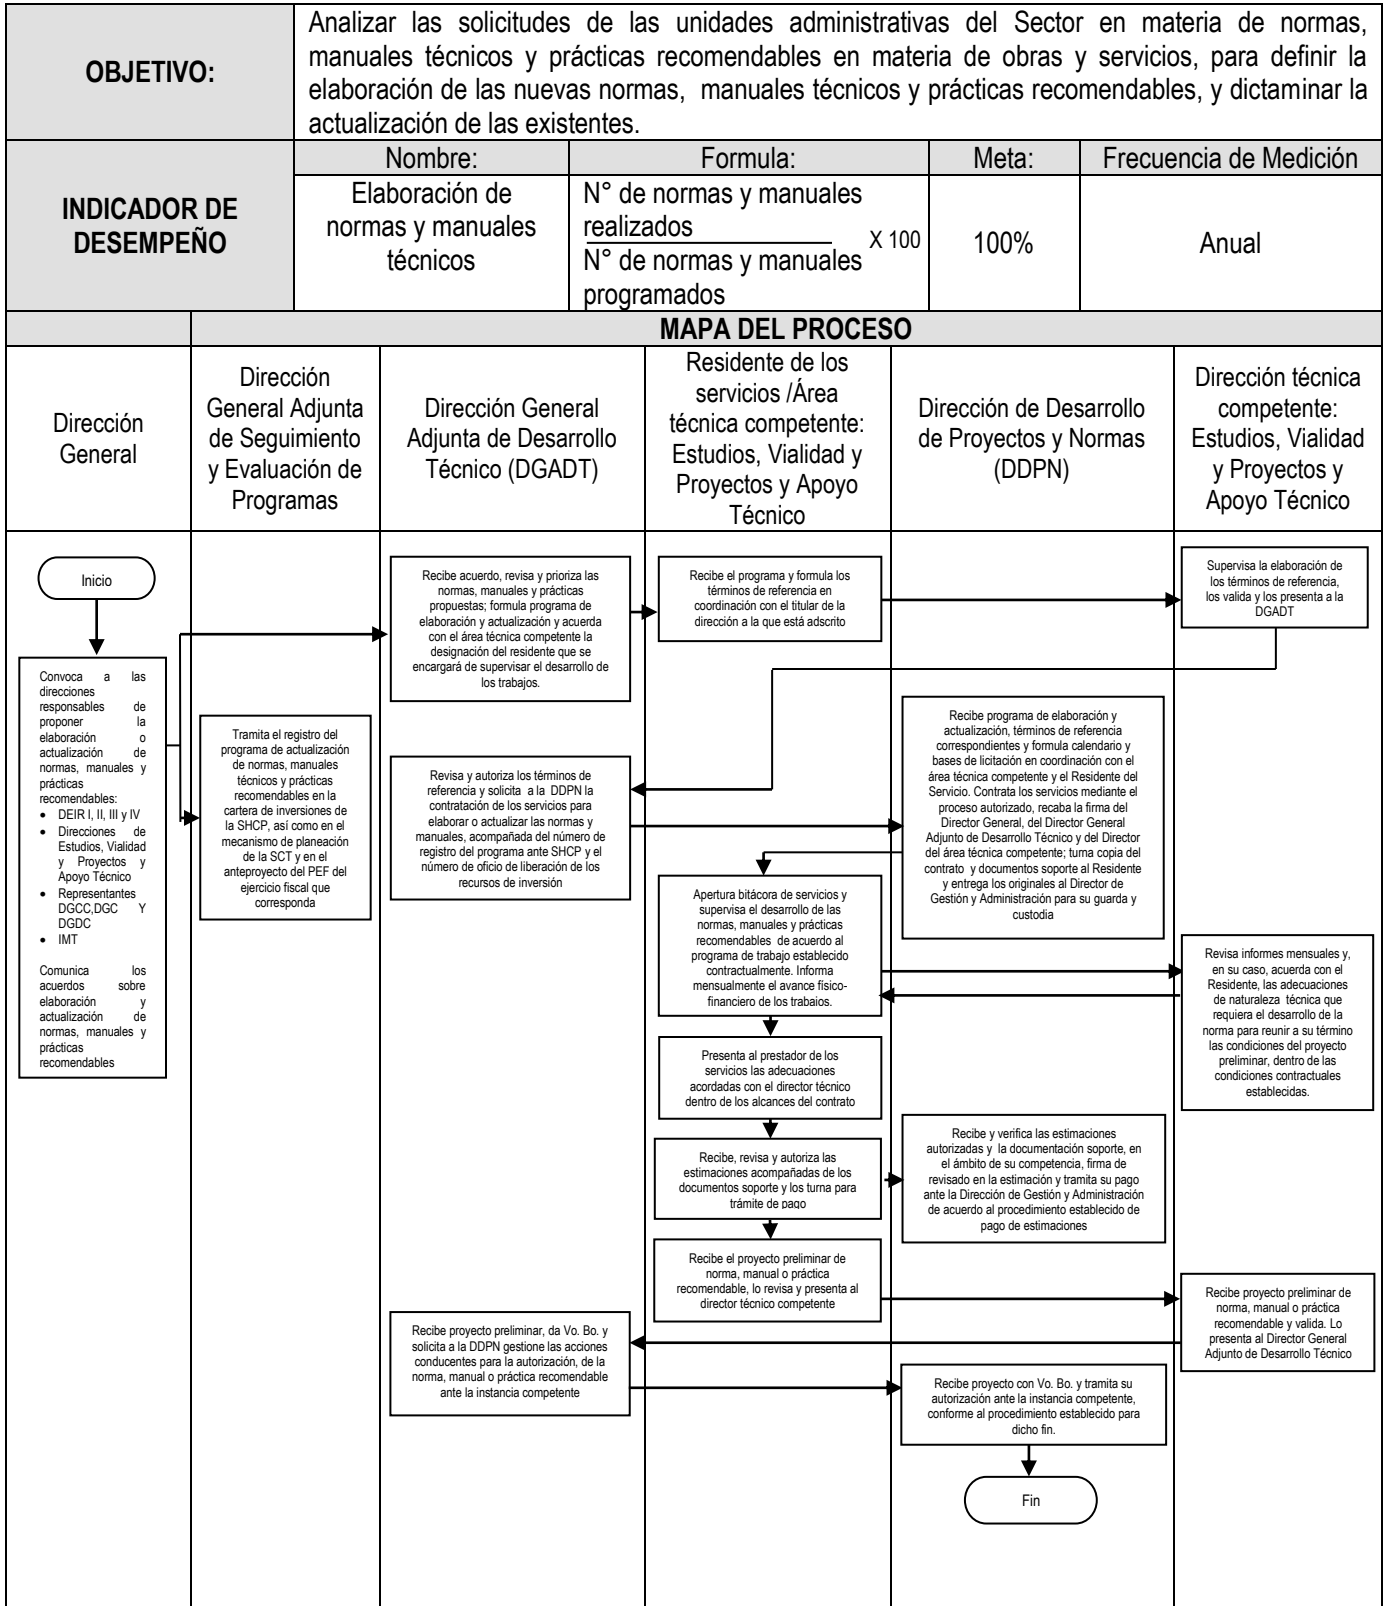 OBJETIVO:
Analizar las solicitudes de las unidades administrativas del Sector en materia de normas,
manuales técnicos y prácticas recomendables en materia de obras y servicios, para definir la
elaboración de las nuevas normas, manuales técnicos y prácticas recomendables, y dictaminar la
actualización de las existentes.
INDICADOR DE
DESEMPEÑO
Nombre:
Formula:
Meta:
Frecuencia de Medición
Elaboración de
normas y manuales
técnicos
N° de normas y manuales
realizados
X 100
N° de normas y manuales
programados
100%
Anual
MAPA DEL PROCESO
Dirección
General
Dirección
General Adjunta
de Seguimiento
y Evaluación de
Programas
Dirección General
Adjunta de Desarrollo
Técnico (DGADT)
Residente de los
servicios /Área
técnica competente:
Estudios, Vialidad y
Proyectos y Apoyo
Técnico
Dirección de Desarrollo
de Proyectos y Normas
(DDPN)
Dirección técnica
competente:
Estudios, Vialidad
y Proyectos y
Apoyo Técnico
Inicio
Convoca a las
direcciones
responsables de
proponer la
elaboración o
actualización de
normas, manuales y
prácticas
recomendables:
• DEIR I, II, III y IV
• Direcciones de
Estudios, Vialidad
y Proyectos y
Apoyo Técnico
• Representantes
DGCC,DGC Y
DGDC
• IMT
Comunica los
acuerdos sobre
elaboración y
actualización de
normas, manuales y
prácticas
recomendables
Tramita el registro del
programa de actualización
de normas, manuales
técnicos y prácticas
recomendables en la
cartera de inversiones de
la SHCP, así como en el
mecanismo de planeación
de la SCT y en el
anteproyecto del PEF del
ejercicio fiscal que
corresponda
Recibe acuerdo, revisa y prioriza las
normas, manuales y prácticas
propuestas; formula programa de
elaboración y actualización y acuerda
con el área técnica competente la
designación del residente que se
encargará de supervisar el desarrollo de
los trabajos.
Recibe el programa y formula los
términos de referencia en
coordinación con el titular de la
dirección a la que está adscrito
Supervisa la elaboración de
los términos de referencia,
los valida y los presenta a la
DGADT
Revisa y autoriza los términos de
referencia y solicita a la DDPN la
contratación de los servicios para
elaborar o actualizar las normas y
manuales, acompañada del número de
registro del programa ante SHCP y el
número de oficio de liberación de los
recursos de inversión
Recibe programa de elaboración y
actualización, términos de referencia
correspondientes y formula calendario y
bases de licitación en coordinación con el
área técnica competente y el Residente del
Servicio. Contrata los servicios mediante el
proceso autorizado, recaba la firma del
Director General, del Director General
Adjunto de Desarrollo Técnico y del Director
del área técnica competente; turna copia del
contrato y documentos soporte al Residente
y entrega los originales al Director de
Gestión y Administración para su guarda y
custodia
Apertura bitácora de servicios y
supervisa el desarrollo de las
normas, manuales y prácticas
recomendables de acuerdo al
programa de trabajo establecido
contractualmente. Informa
mensualmente el avance físico-
financiero de los trabajos.
Revisa informes mensuales y,
en su caso, acuerda con el
Residente, las adecuaciones
de naturaleza técnica que
requiera el desarrollo de la
norma para reunir a su término
las condiciones del proyecto
preliminar, dentro de las
condiciones contractuales
establecidas.
Presenta al prestador de los
servicios las adecuaciones
acordadas con el director técnico
dentro de los alcances del contrato
Recibe, revisa y autoriza las
estimaciones acompañadas de los
documentos soporte y los turna para
trámite de pago
Recibe y verifica las estimaciones
autorizadas y la documentación soporte, en
el ámbito de su competencia, firma de
revisado en la estimación y tramita su pago
ante la Dirección de Gestión y Administración
de acuerdo al procedimiento establecido de
pago de estimaciones
Recibe el proyecto preliminar de
norma, manual o práctica
recomendable, lo revisa y presenta al
director técnico competente
Recibe proyecto preliminar de
norma, manual o práctica
recomendable y valida. Lo
presenta al Director General
Adjunto de Desarrollo Técnico
Recibe proyecto preliminar, da Vo. Bo. y
solicita a la DDPN gestione las acciones
conducentes para la autorización, de la
norma, manual o práctica recomendable
ante la instancia competente
Recibe proyecto con Vo. Bo. y tramita su
autorización ante la instancia competente,
conforme al procedimiento establecido para
dicho fin.
Fin